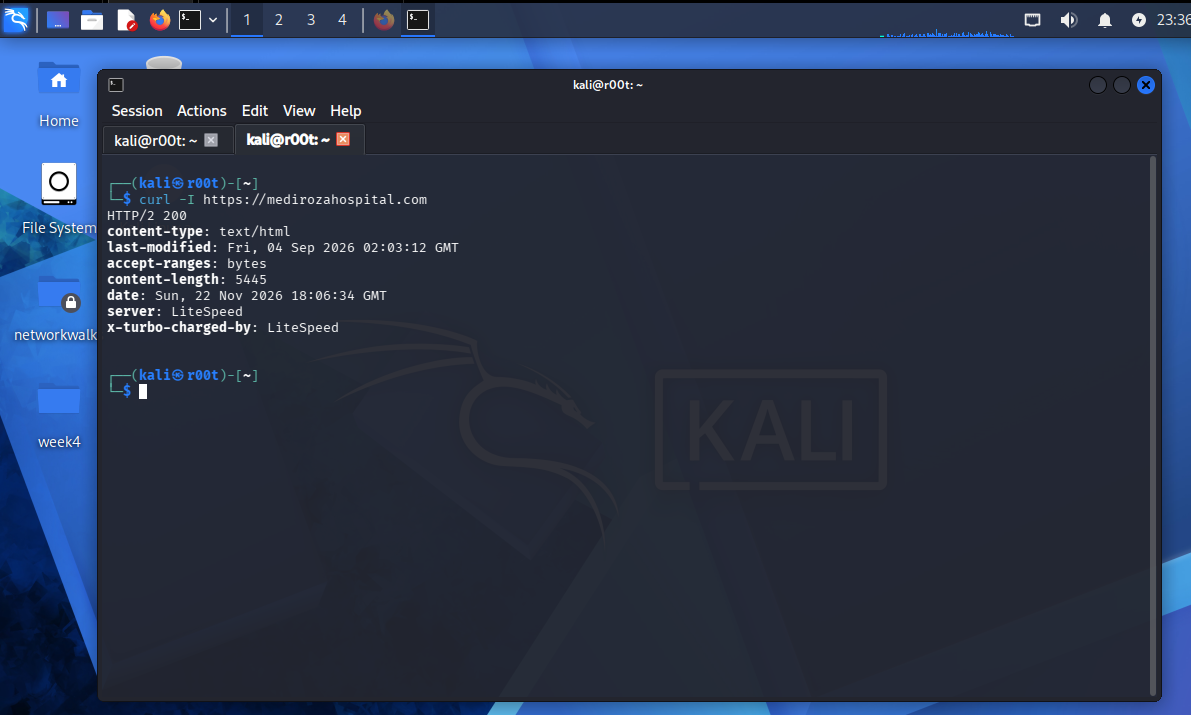 1 2 3 4 23:36
kali@r00t: ~
Session Actions Edit View Help
kali@r00t: ~ kali@r00t: ~
Home
File System
networkwalk
week4
┌──(kali㉿r00t)-[~]
└─$ curl -I https://medirozahospital.com
HTTP/2 200
content-type: text/html
last-modified: Fri, 04 Sep 2026 02:03:12 GMT
accept-ranges: bytes
content-length: 5445
date: Sun, 22 Nov 2026 18:06:34 GMT
server: LiteSpeed
x-turbo-charged-by: LiteSpeed
┌──(kali㉿r00t)-[~]
└─$
KALI